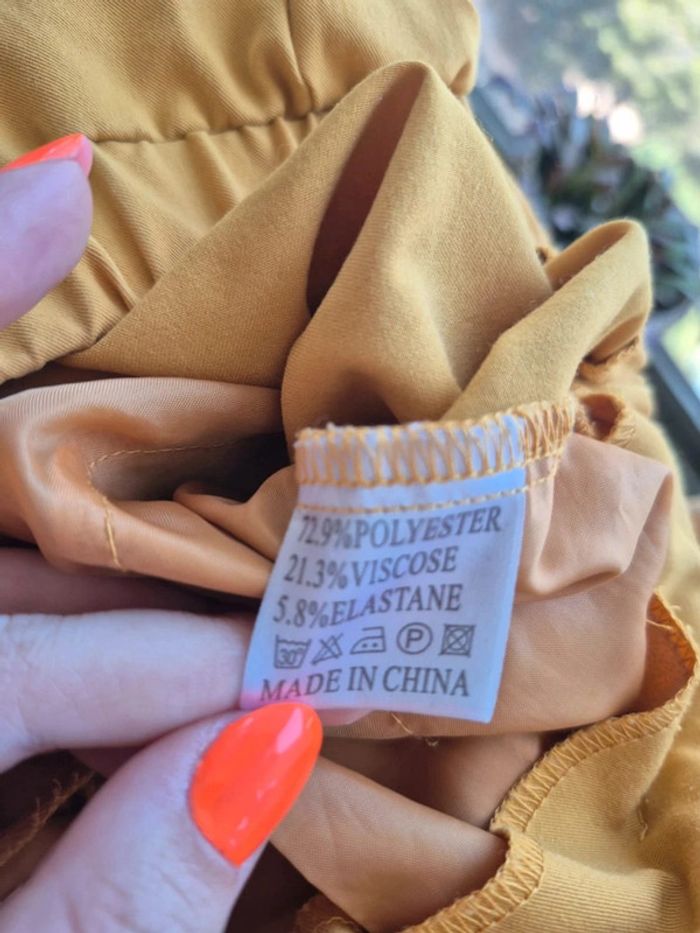 72.9%POLYESTER
21.3%VISCOSE
5.8%ELASTANE
30° P
MADE IN CHINA